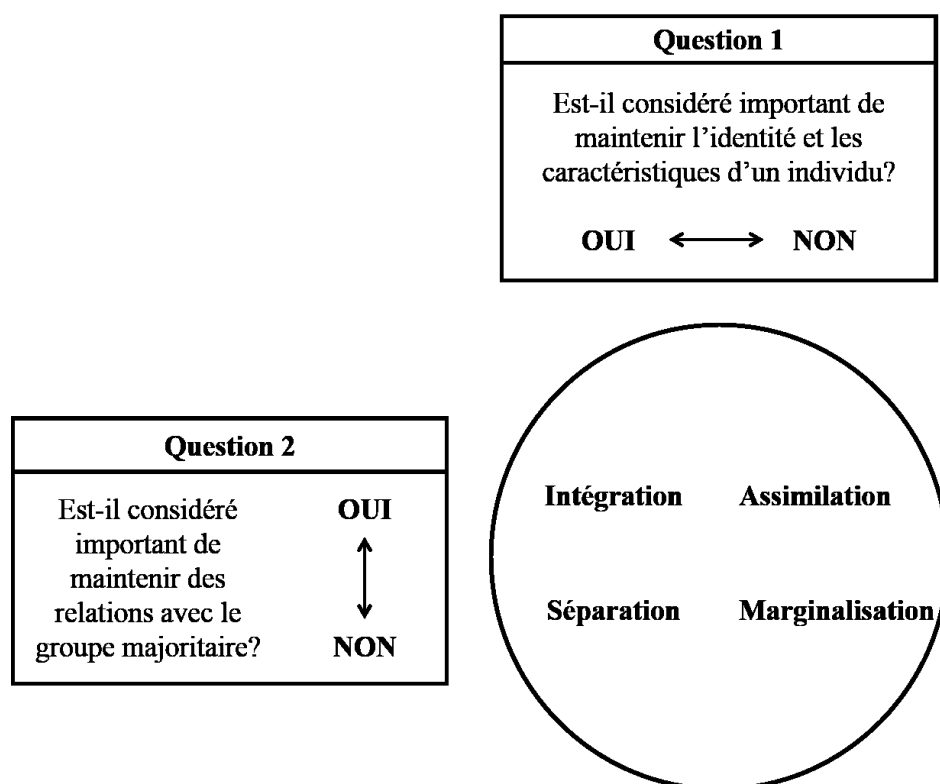 Question 1
Est-il considéré important de
maintenir l’identité et les
caractéristiques d’un individu?
OUI NON
Question 2
Est-il considéré
important de
maintenir des
relations avec le
groupe majoritaire?
OUI
NON
Intégration Assimilation
Séparation Marginalisation